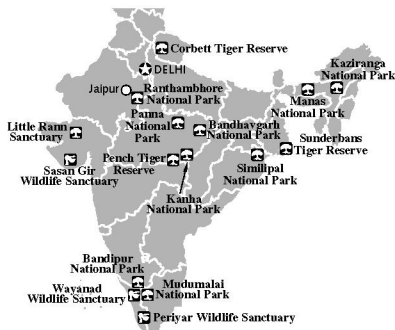 Corbett Tiger Reserve
DELHI
Kaziranga
National Park
Jaipur
Ranthambhore
National Park
Manas
National Park
Panna
National
Park
Bandhavgarh
National Park
Little Rann
Sanctuary
Sunderbans
Tiger Reserve
Pench Tiger
Reserve
Sasan Gir
Wildlife Sanctuary
Similipal
National Park
Kanha
National Park
Bandipur
National Park
Wayanad
Wildlife Sanctuary
Mudumalai
National Park
Periyar Wildlife Sanctuary